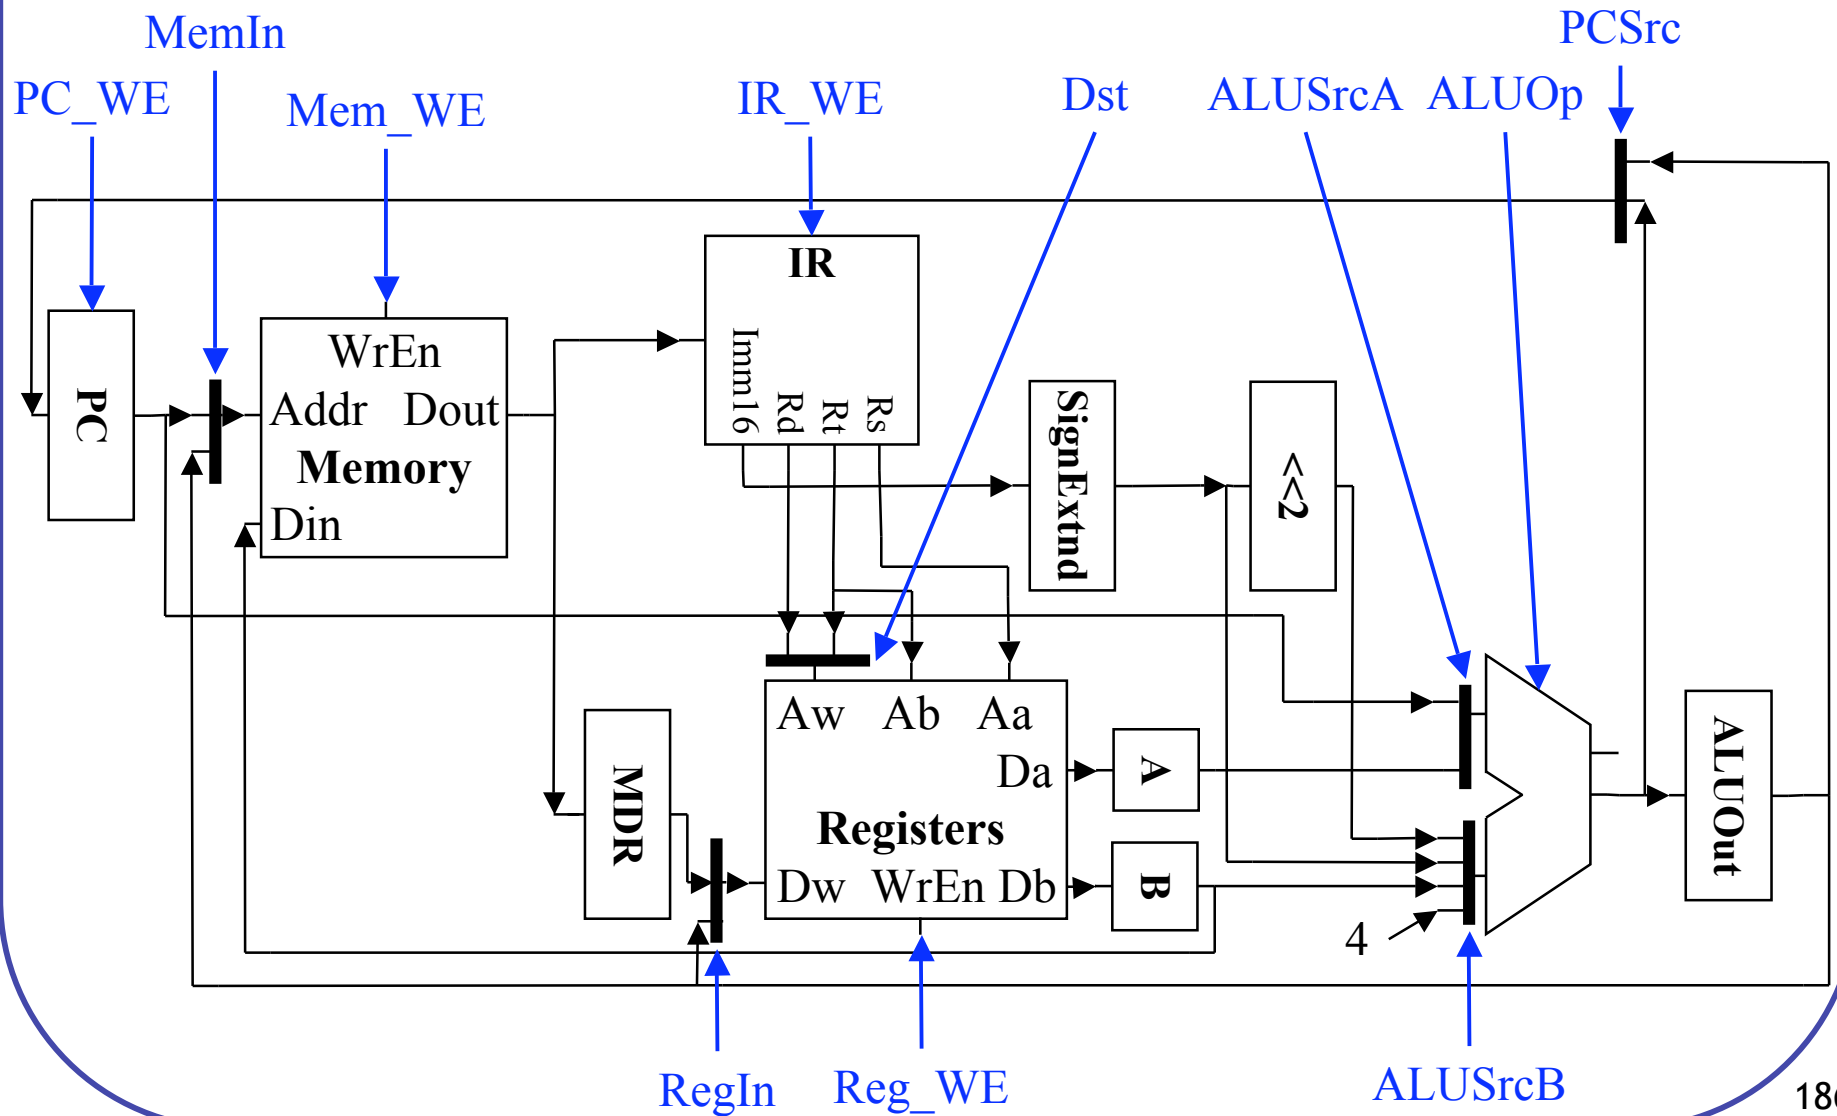 MemIn
PCSrc
PC_WE
Mem_WE
IR_WE
Dst
ALUSrcA
ALUOp
IR
Imm16
Rd
Rt
Rs
PC
WrEn
Addr Dout
Memory
Din
SignExtnd
<<2
Aw Ab Aa
Da
Registers
Dw WrEn Db
MDR
A
B
4
ALUOut
RegIn
Reg_WE
ALUSrcB